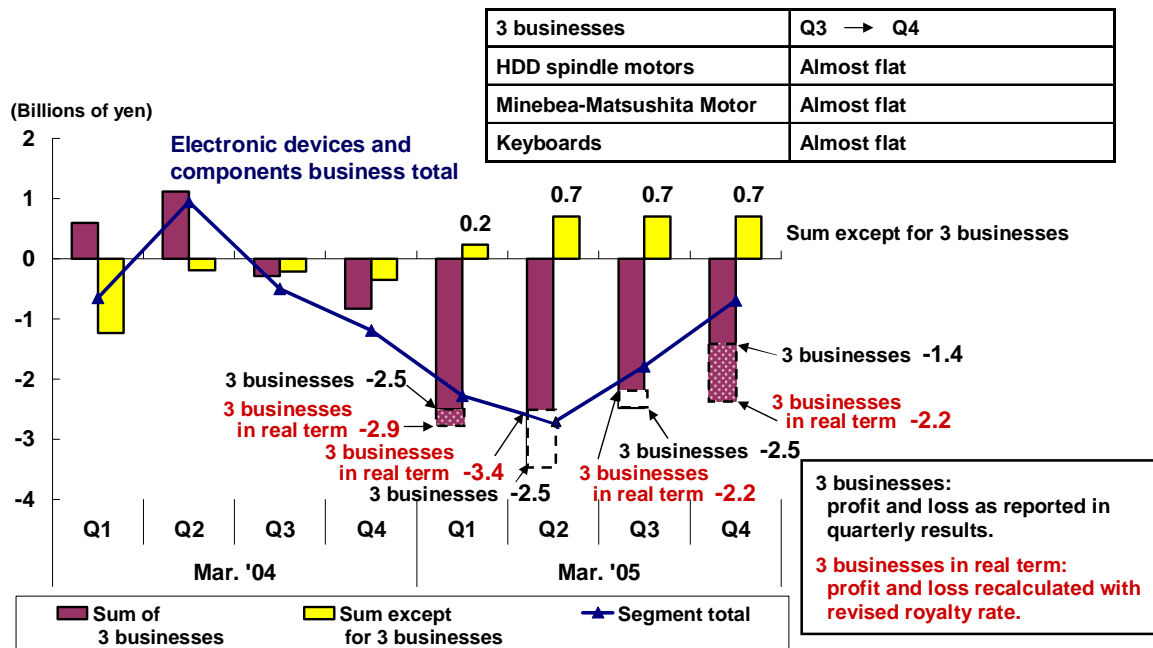 3 businesses Q3 → Q4
HDD spindle motors Almost flat
Minebea-Matsushita Motor Almost flat
Keyboards Almost flat
(Billions of yen)
Electronic devices and
components business total
2
1
0
-1
-2
-3
-4
0.2
0.7
0.7
0.7
Sum except for 3 businesses
3 businesses -2.5
3 businesses
in real term -2.9
3 businesses
in real term -3.4
3 businesses -2.5
3 businesses -2.5
3 businesses
in real term -2.2
3 businesses -1.4
3 businesses
in real term -2.2
Q1 Q2 Q3 Q4 Q1 Q2 Q3 Q4
Mar. '04 Mar. '05
Sum of
3 businesses
Sum except
for 3 businesses
Segment total
3 businesses:
profit and loss as reported in
quarterly results.
3 businesses in real term:
profit and loss recalculated with
revised royalty rate.